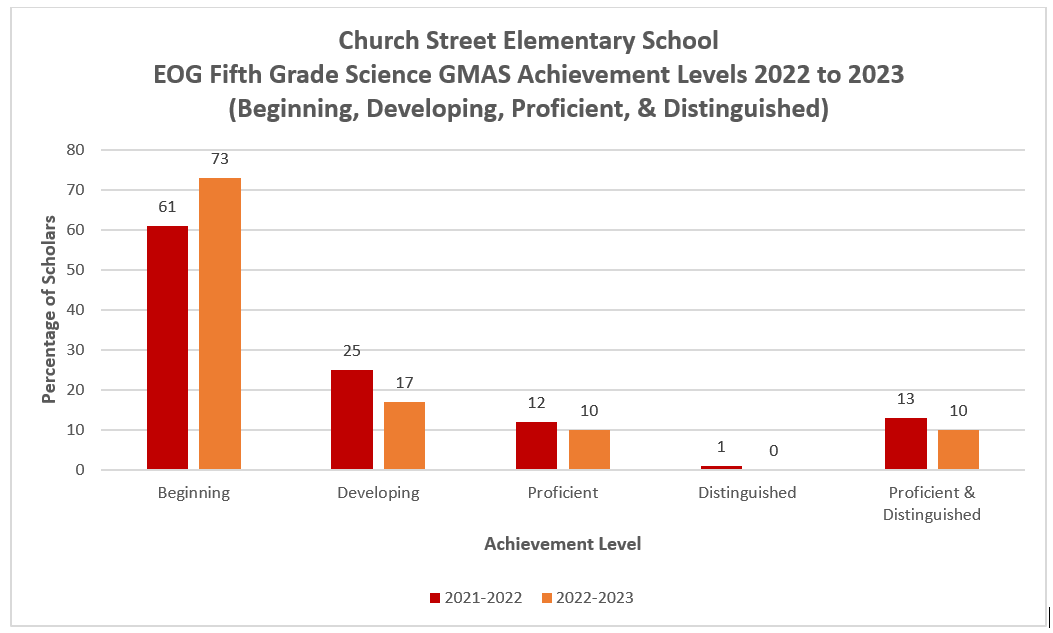 Church Street Elementary School
EOG Fifth Grade Science GMAS Achievement Levels 2022 to 2023
(Beginning, Developing, Proficient, & Distinguished)
80
70
60
50
40
30
20
10
0
Percentage of Scholars
61
73
25
17
12
10
1
0
13
10
Beginning
Developing
Proficient
Distinguished
Proficient &
Distinguished
Achievement Level
2021-2022
2022-2023